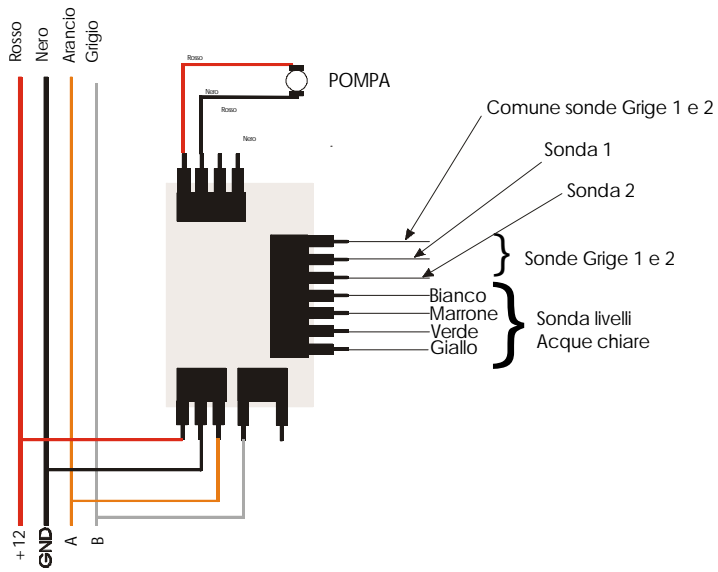 Rosso
Nero
Arancio
Grigio
Rosso
POMPA
Nero
Rosso
Nero
Comune sonde Grige 1 e 2
Sonda 1
Sonda 2
Sonde Grige 1 e 2
Bianco
Marrone
Verde
Giallo
Sonda livelli
Acque chiare
+12
GND
A
B